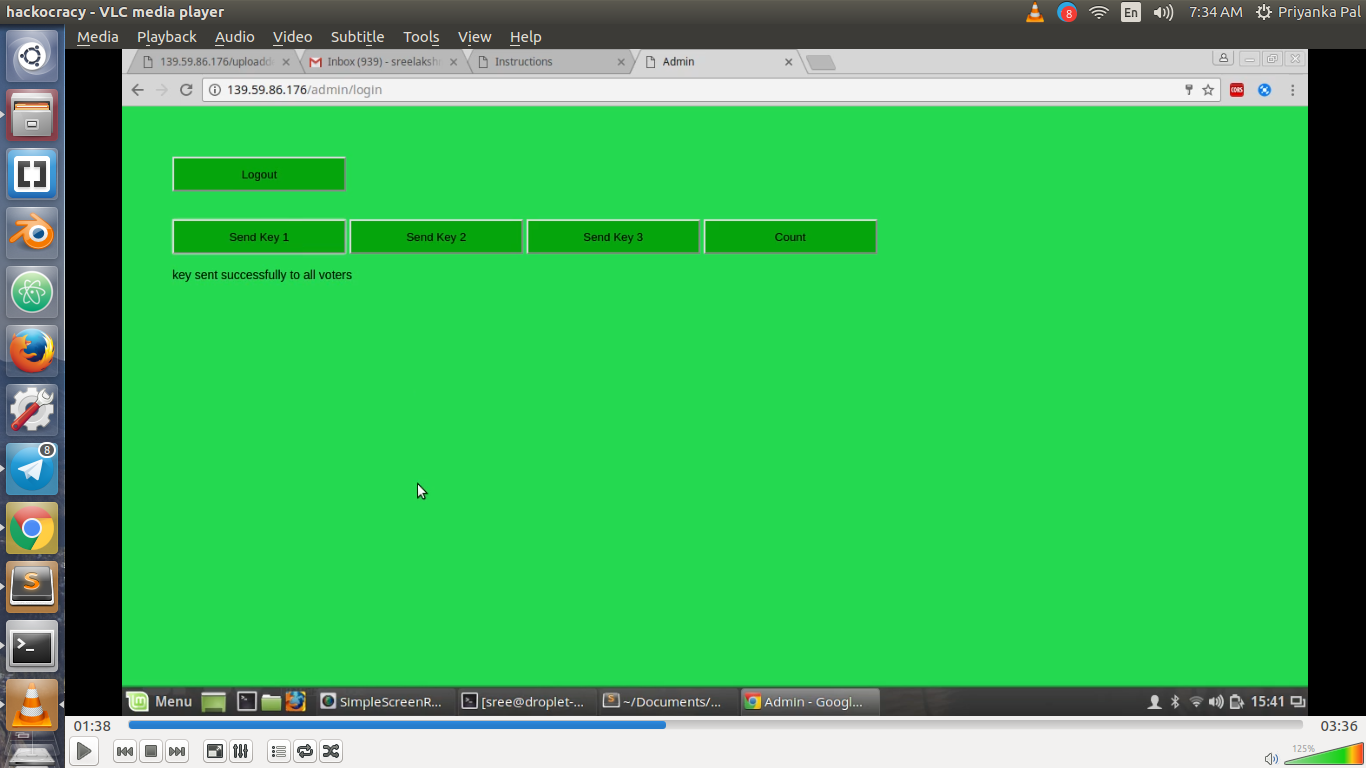 hackocracy - VLC media player
8 En 7:34 AM Priyanka Pal
Media Playback Audio Video Subtitle Tools View Help
139.59.86.176/uploadd Inbox (939) - sreelaksh Instructions Admin
139.59.86.176/admin/login CORS
Logout
Send Key 1 Send Key 2 Send Key 3 Count
key sent successfully to all voters
8
S
>_
Menu SimpleScreenR... [sree@droplet-... ~/Documents/... Admin - Googl... 15:41
01:38 03:36
125%